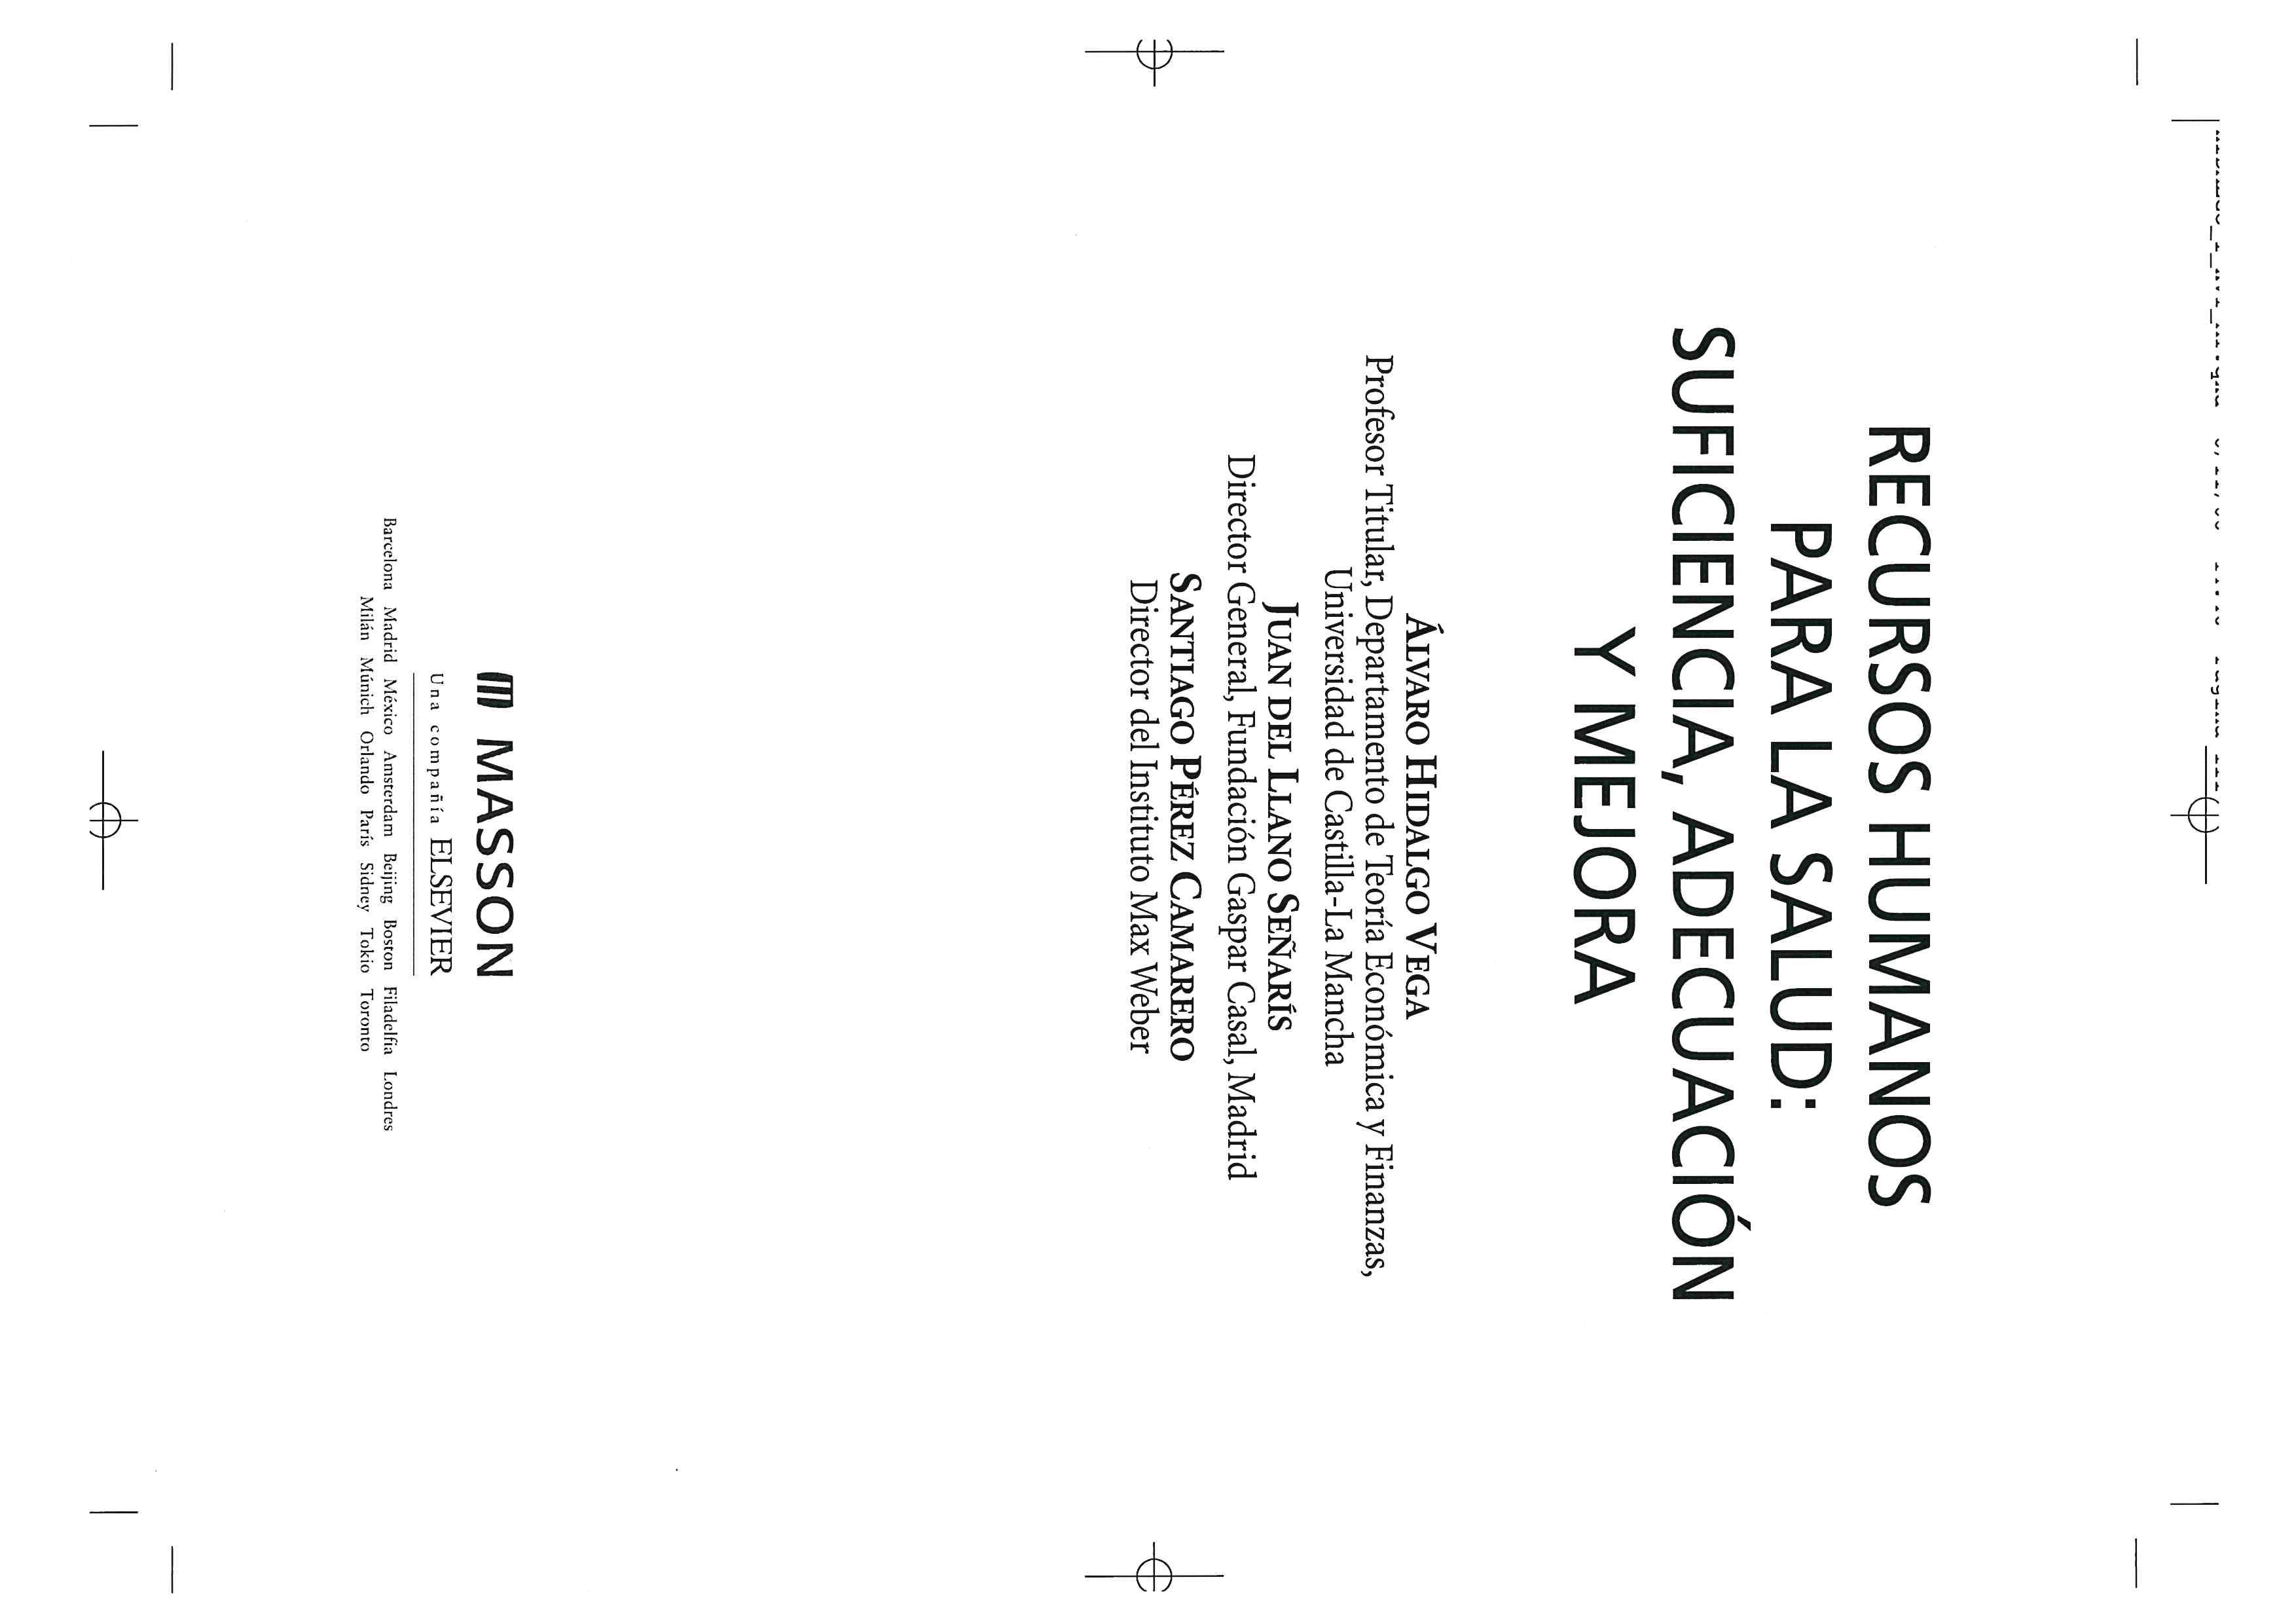 RECURSOS HUMANOS
PARA LA SALUD:
SUFICIENCIA, ADECUACIÓN
Y MEJORA
ÁLVARO HIDALGO VEGA
Profesor Titular, Departamento de Teoría Económica y Finanzas,
Universidad de Castilla-La Mancha
JUAN DEL LLANO SEÑARÍS
Director General, Fundación Gaspar Casal, Madrid
SANTIAGO PÉREZ CAMARERO
Director del Instituto Max Weber
MASSON
Una compañía ELSEVIER
Barcelona Madrid México Amsterdam Beijing Boston Filadelfia Londres
Milán Múnich Orlando París Sidney Tokio Toronto